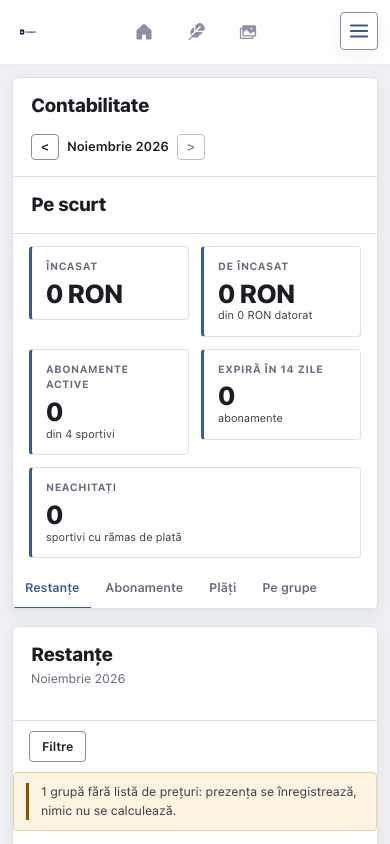 Contabilitate
< Noiembrie 2026 >
Pe scurt
ÎNCASAT
0 RON
DE ÎNCASAT
0 RON
din 0 RON datorat
ABONAMENTE
ACTIVE
0
din 4 sportivi
EXPIRĂ ÎN 14 ZILE
0
abonamente
NEACHITAȚI
0
sportivi cu rămas de plată
Restanțe Abonamente Plăți Pe grupe
Restanțe
Noiembrie 2026
Filtre
1 grupă fără listă de prețuri: prezența se înregistrează,
nimic nu se calculează.